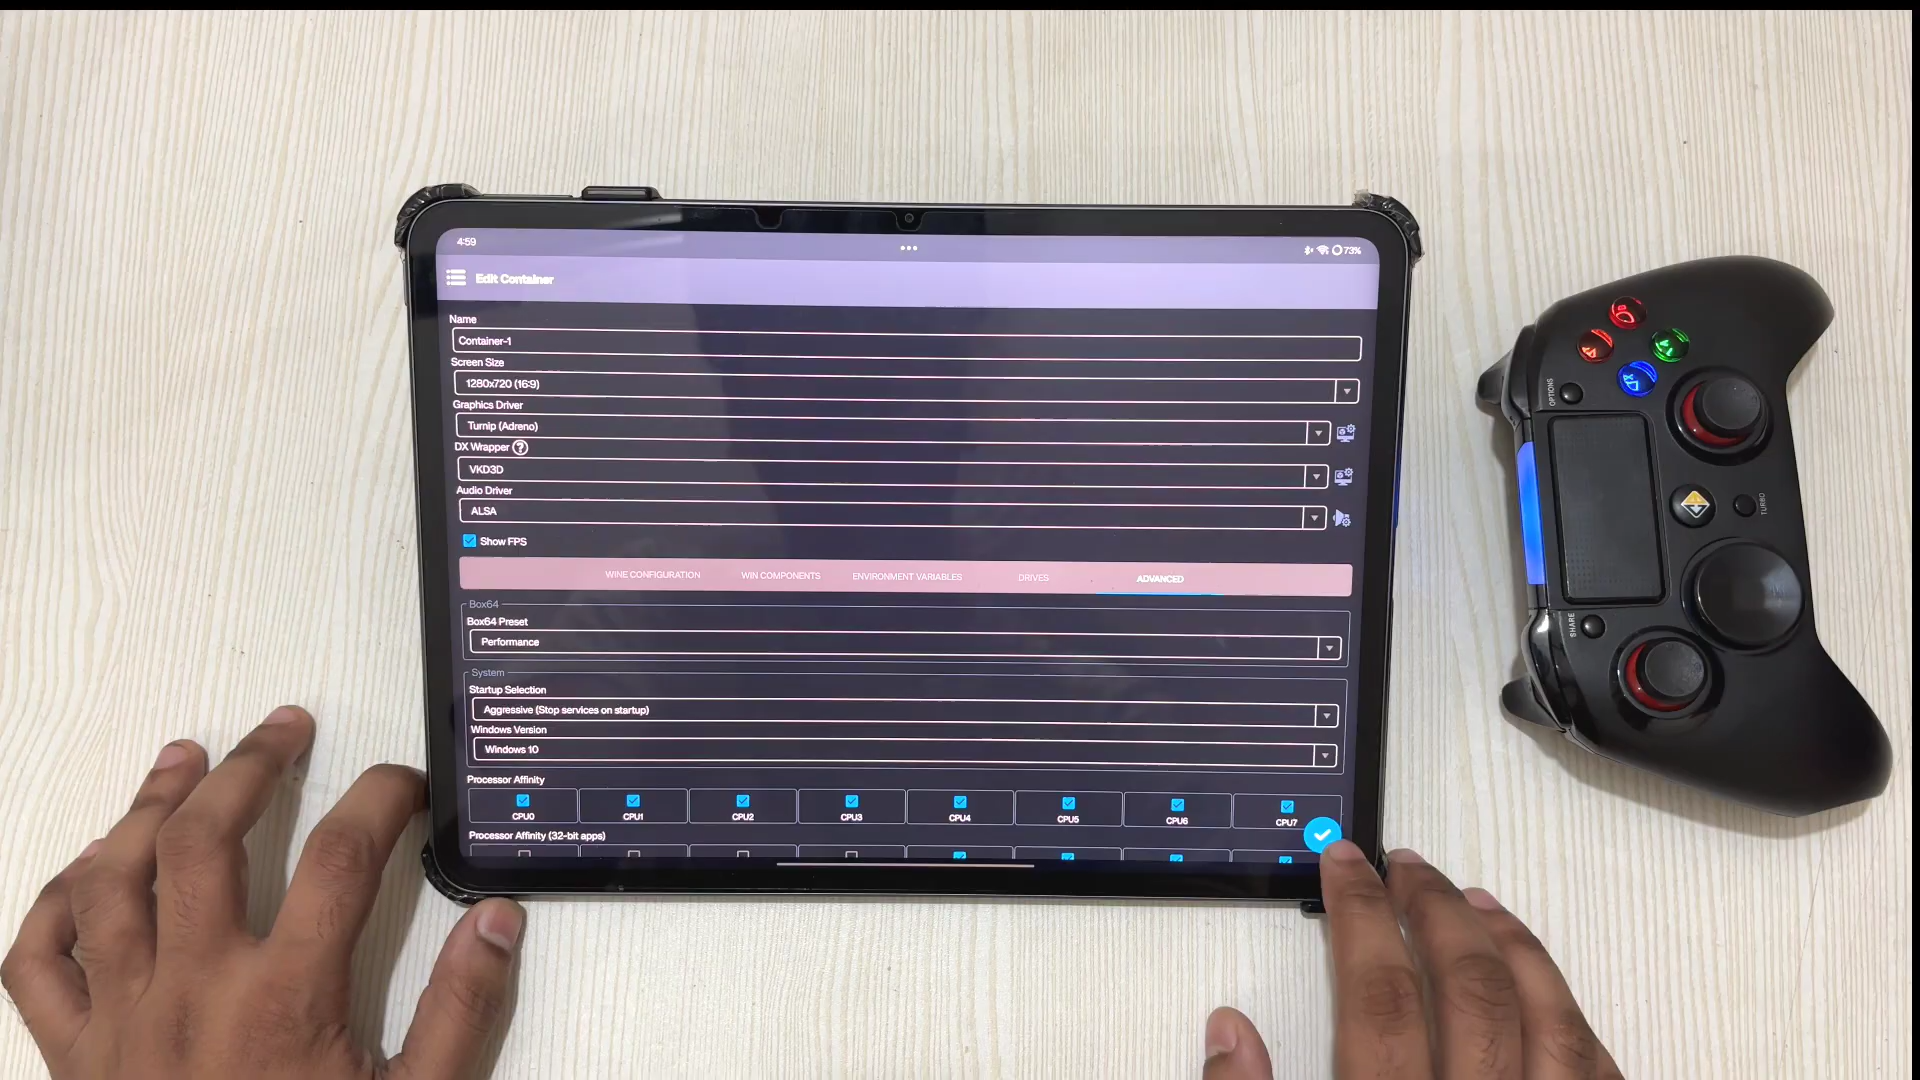 4:59
73%
Edit Container
Name
Container-1
Screen Size
1280x720 (16:9)
Graphics Driver
Turnip (Adreno)
DX Wrapper ?
VKD3D
Audio Driver
ALSA
Show FPS
WINE CONFIGURATION WIN COMPONENTS ENVIRONMENT VARIABLES DRIVES ADVANCED
Box64
Box64 Preset
Performance
System
Startup Selection
Aggressive (Stop services on startup)
Windows Version
Windows 10
Processor Affinity
CPU0 CPU1 CPU2 CPU3 CPU4 CPU5 CPU6 CPU7
Processor Affinity (32-bit apps)
OPTIONS
TURBO
SHARE